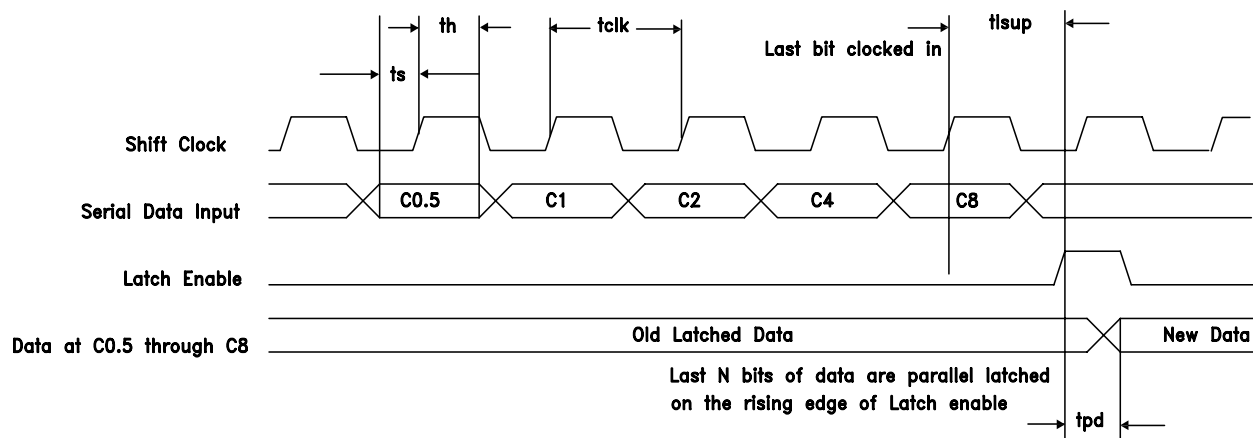 th
tclk
tlsup
Last bit clocked in
ts
Shift Clock
Serial Data Input
C0.5
C1
C2
C4
C8
Latch Enable
Data at C0.5 through C8
Old Latched Data
New Data
Last N bits of data are parallel latched
on the rising edge of Latch enable
tpd